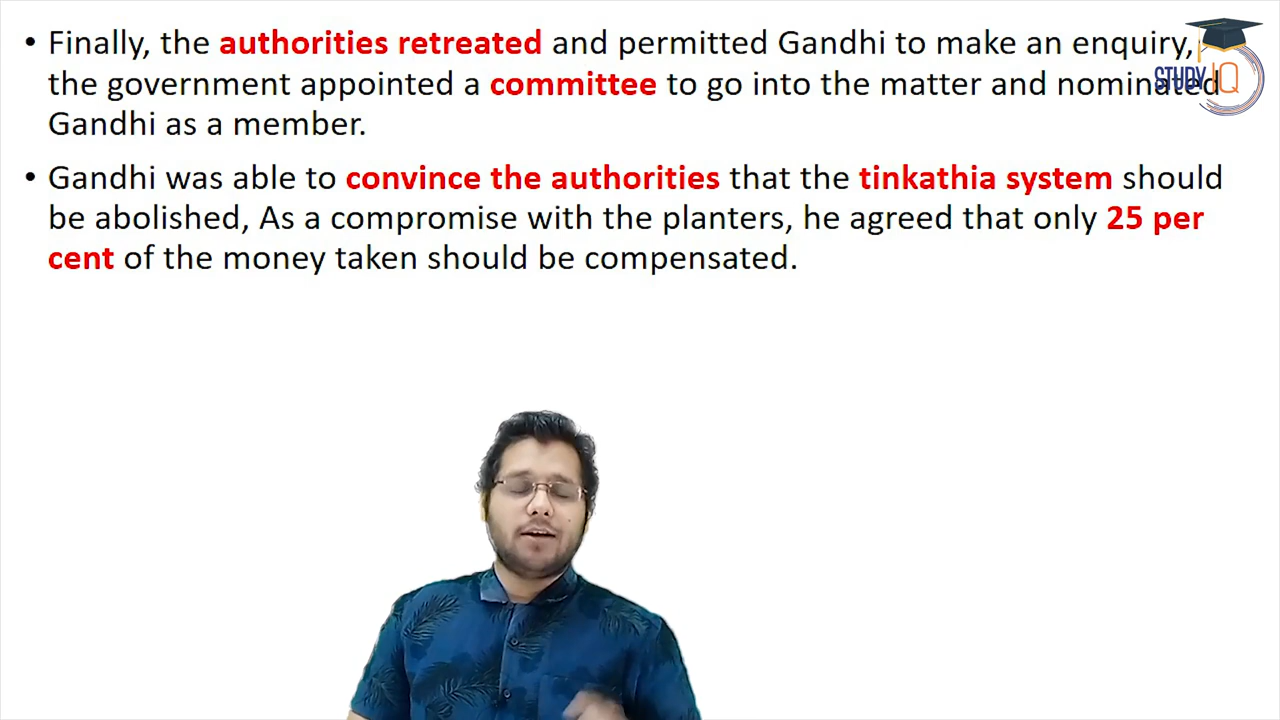 • Finally, the authorities retreated and permitted Gandhi to make an enquiry,
the government appointed a committee to go into the matter and nominated
Gandhi as a member.
• Gandhi was able to convince the authorities that the tinkathia system should
be abolished, As a compromise with the planters, he agreed that only 25 per
cent of the money taken should be compensated.
STUDY IQ